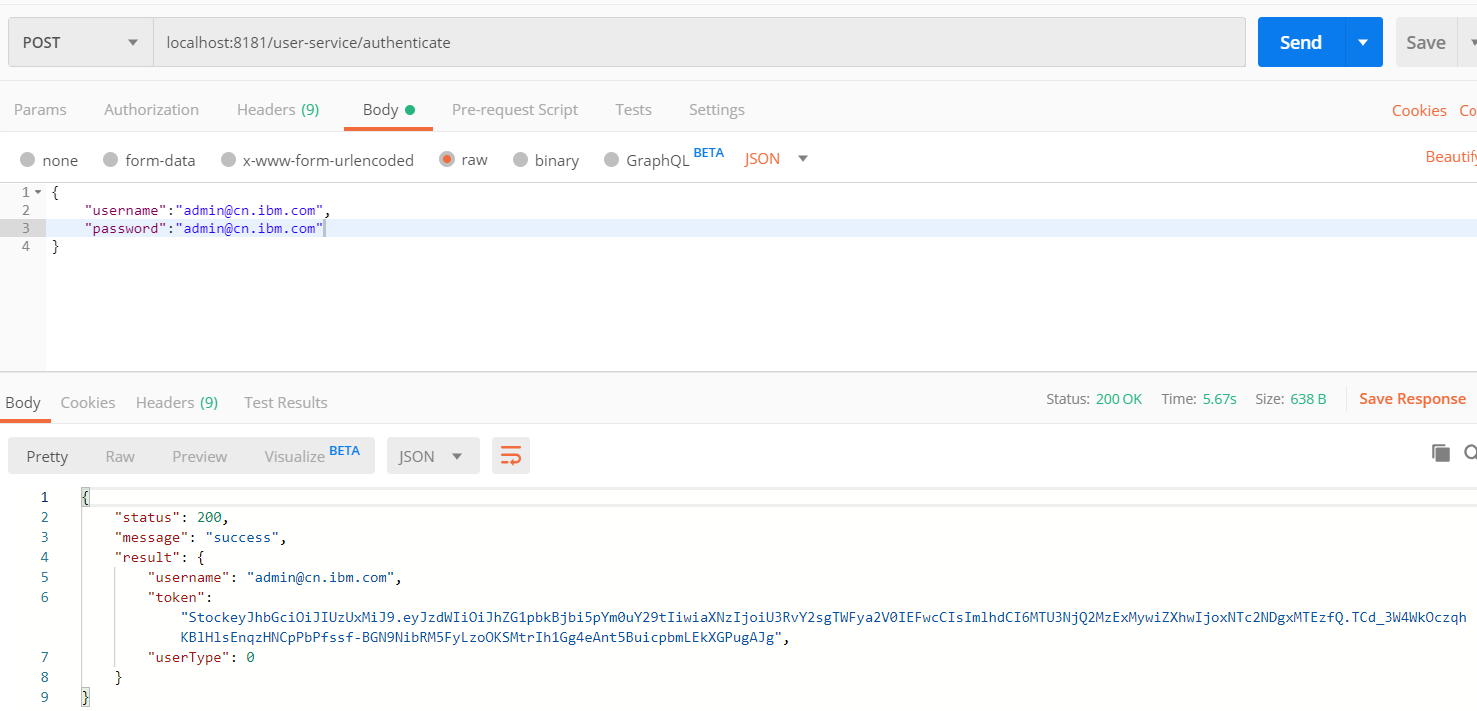 POST localhost:8181/user-service/authenticate Send Save
Params Authorization Headers (9) Body Pre-request Script Tests Settings Cookies Co
none form-data x-www-form-urlencoded raw binary GraphQL BETA JSON Beautify
1 {
2 "username":"admin@cn.ibm.com",
3 "password":"admin@cn.ibm.com"
4 }
Body Cookies Headers (9) Test Results Status: 200 OK Time: 5.67s Size: 638 B Save Response
Pretty Raw Preview Visualize BETA JSON
1 {
2 "status": 200,
3 "message": "success",
4 "result": {
5 "username": "admin@cn.ibm.com",
6 "token":
"StockeyJhbGciOiJIUzUxMiJ9.eyJzdWIiOiJhZG1pbkBjbi5pYm0uY29tIiwiaXNzIjoiU3RvY2sgTWFya2V0IEFwcCIsImlhdCI6MTU3NjQ2MzExMywiZXhwIjoxNTc2NDgxMTEzfQ.TCd_3W4WkOczqh
KBlHlsEnqzHNCpPbPfssf-BGN9NibRM5FyLzoOKSMtrIh1Gg4eAnt5BuicpbmLEkXGPugAJg",
7 "userType": 0
8 }
9 }